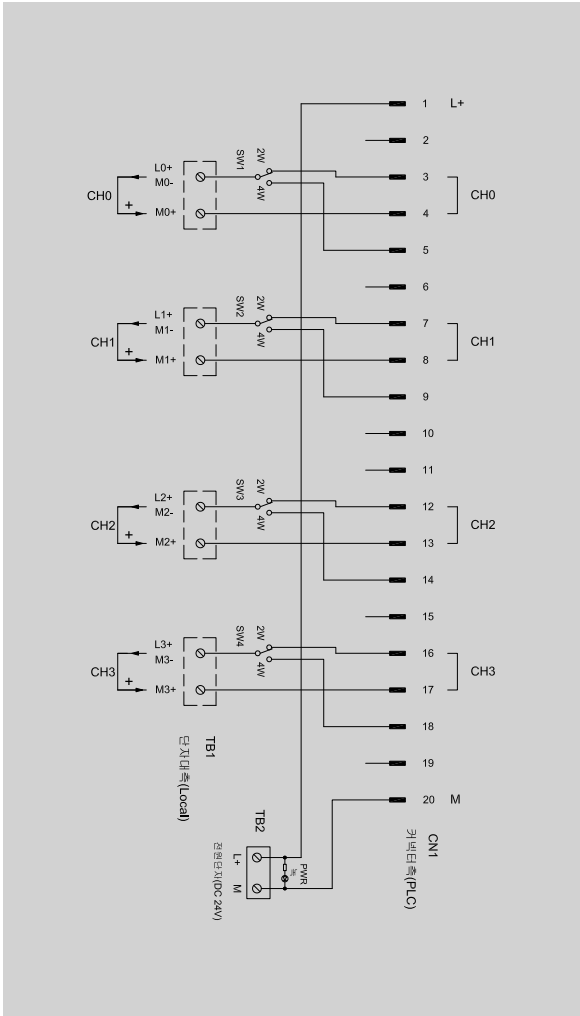 1 L+
2
L0+
M0-
M0+
CH0
SW1
2W
4W
3
4
CH0
5
6
L1+
M1-
M1+
CH1
SW2
2W
4W
7
8
CH1
9
10
11
L2+
M2-
M2+
CH2
SW3
2W
4W
12
13
CH2
14
15
L3+
M3-
M3+
CH3
SW4
2W
4W
16
17
CH3
18
19
20 M
TB1
단자대측(Local)
TB2
전원단자(DC 24V)
L+
M
PWR
녹
CN1
커넥터측(PLC)